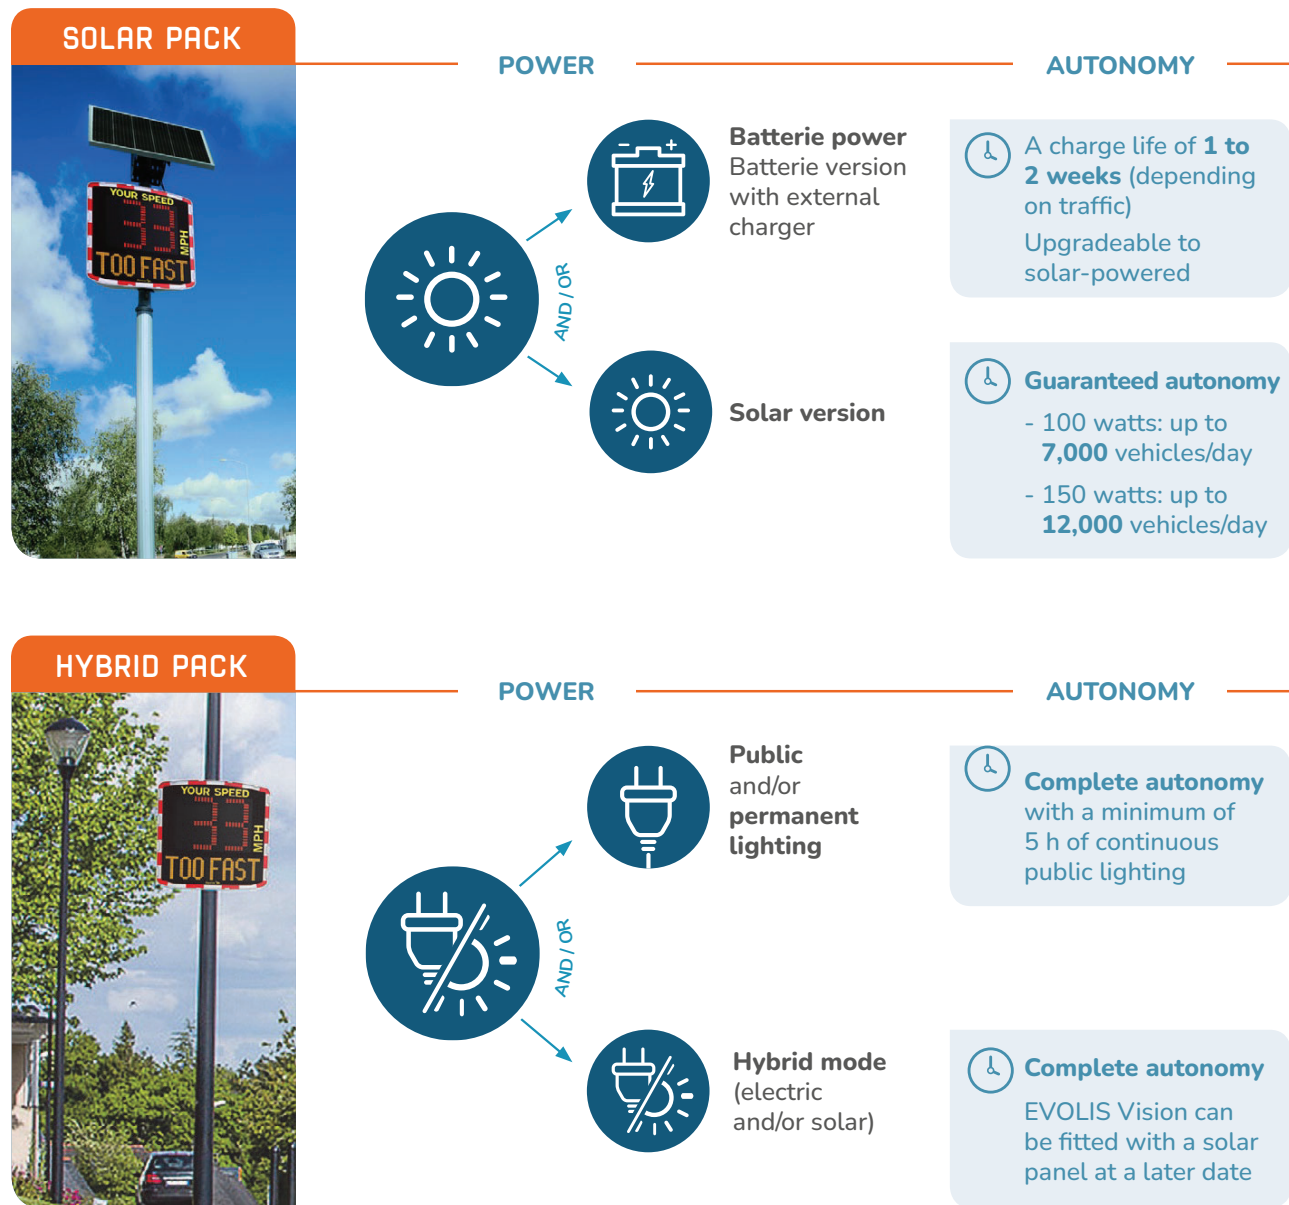 SOLAR PACK
POWER
AUTONOMY
YOUR SPEED
33
MPH
TOO FAST
AND / OR
Batterie power
Batterie version
with external
charger
A charge life of 1 to
2 weeks (depending
on traffic)
Upgradeable to
solar-powered
Solar version
Guaranteed autonomy
- 100 watts: up to
7,000 vehicles/day
- 150 watts: up to
12,000 vehicles/day
HYBRID PACK
POWER
AUTONOMY
YOUR SPEED
33
MPH
TOO FAST
AND / OR
Public
and/or
permanent
lighting
Complete autonomy
with a minimum of
5 h of continuous
public lighting
Hybrid mode
(electric
and/or solar)
Complete autonomy
EVOLIS Vision can
be fitted with a solar
panel at a later date